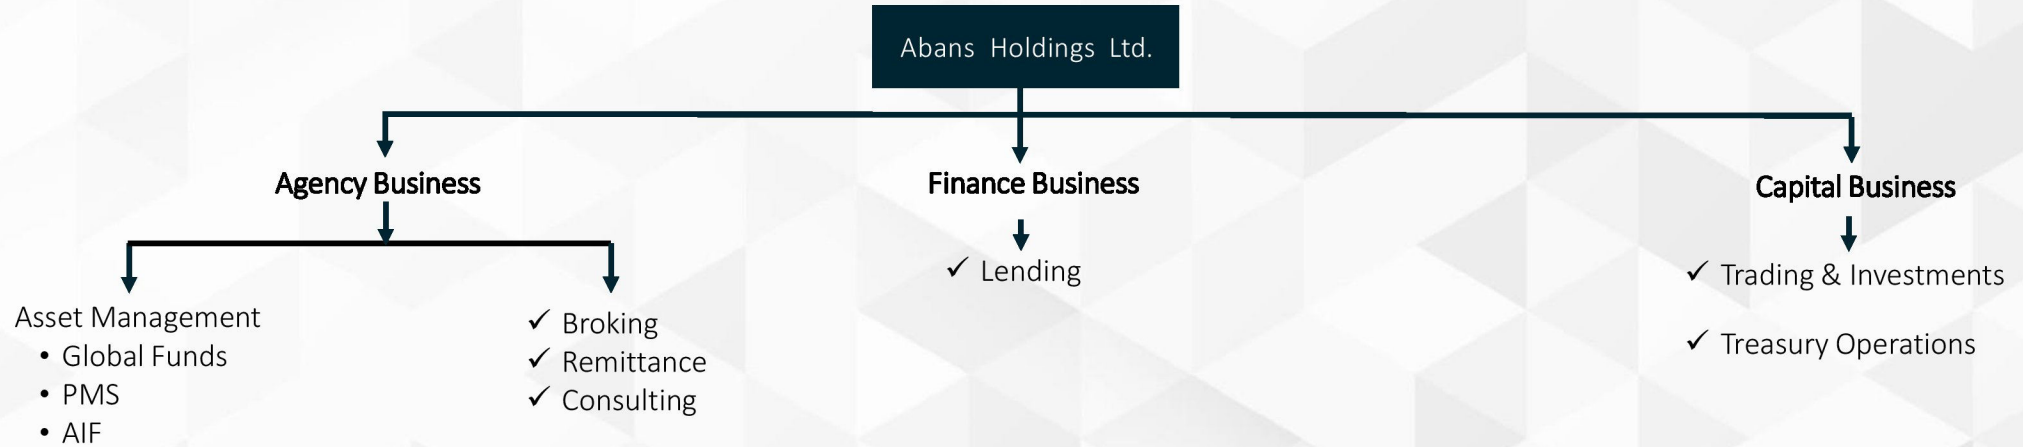 Abans Holdings Ltd.
Agency Business
Finance Business
Capital Business
Asset Management
• Global Funds
• PMS
• AIF
✓ Broking
✓ Remittance
✓ Consulting
✓ Lending
✓ Trading & Investments
✓ Treasury Operations